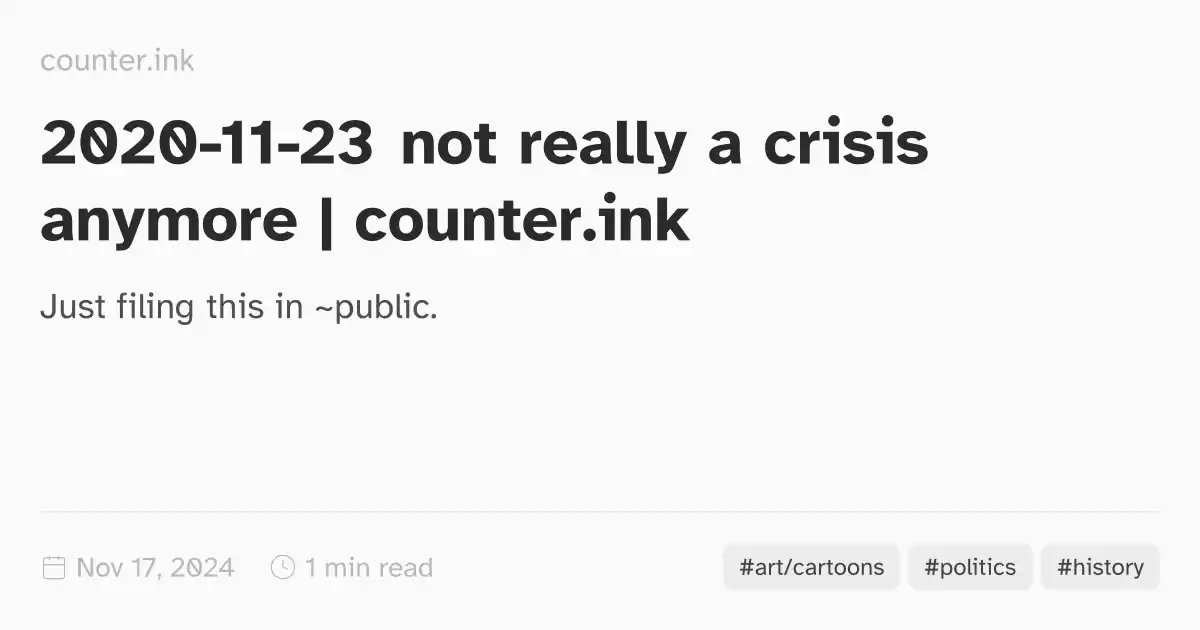 counter.ink
2020-11-23 not really a crisis
anymore | counter.ink
Just filing this in ~public.
Nov 17, 2024 1 min read #art/cartoons #politics #history